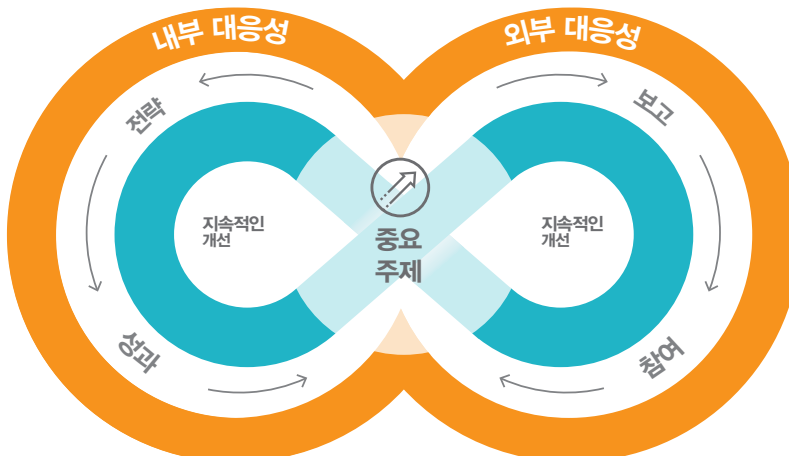 내부 대응성
외부 대응성
전략
보고
지속적인
개선
중요
주제
지속적인
개선
성과
참여